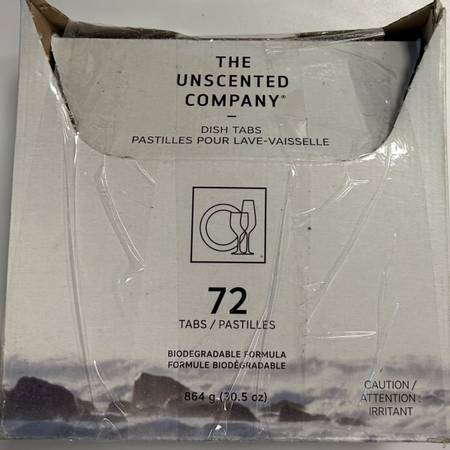 THE
UNSCENTED
COMPANY®
DISH TABS
PASTILLES POUR LAVE-VAISSELLE
72
TABS / PASTILLES
BIODEGRADABLE FORMULA
FORMULE BIODÉGRADABLE
864 g (30.5 oz)
CAUTION /
ATTENTION :
IRRITANT